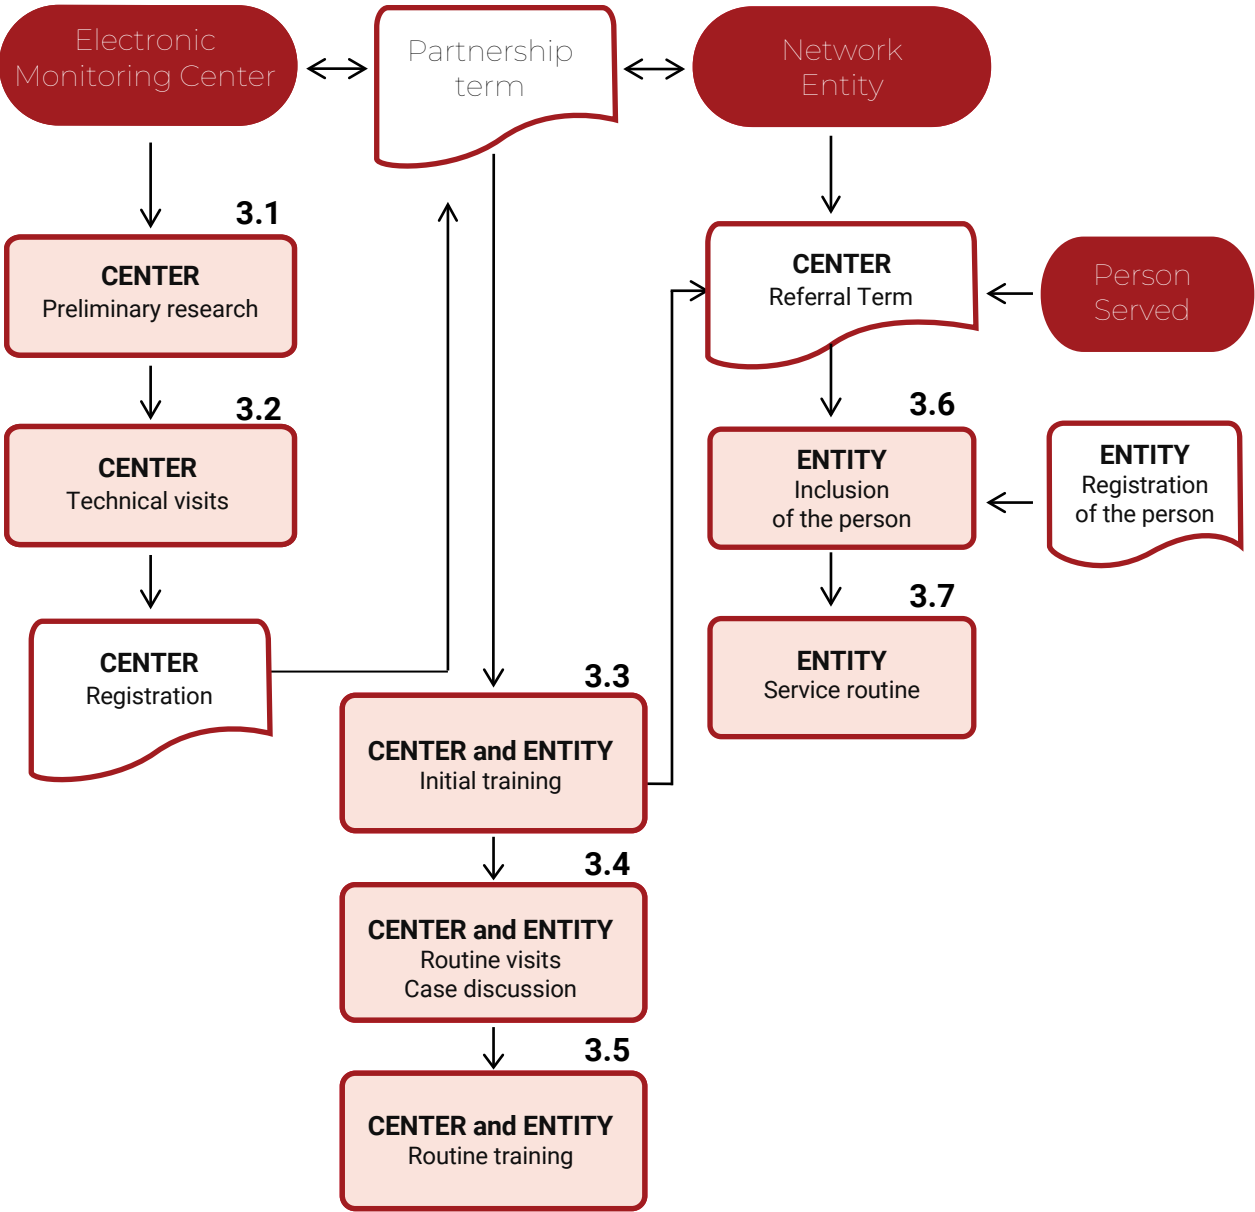 Electronic
Monitoring Center
Partnership
term
Network
Entity
3.1
CENTER
Preliminary research
CENTER
Referral Term
Person
Served
3.2
CENTER
Technical visits
3.6
ENTITY
Inclusion
of the person
ENTITY
Registration
of the person
CENTER
Registration
3.7
ENTITY
Service routine
3.3
CENTER and ENTITY
Initial training
3.4
CENTER and ENTITY
Routine visits
Case discussion
3.5
CENTER and ENTITY
Routine training